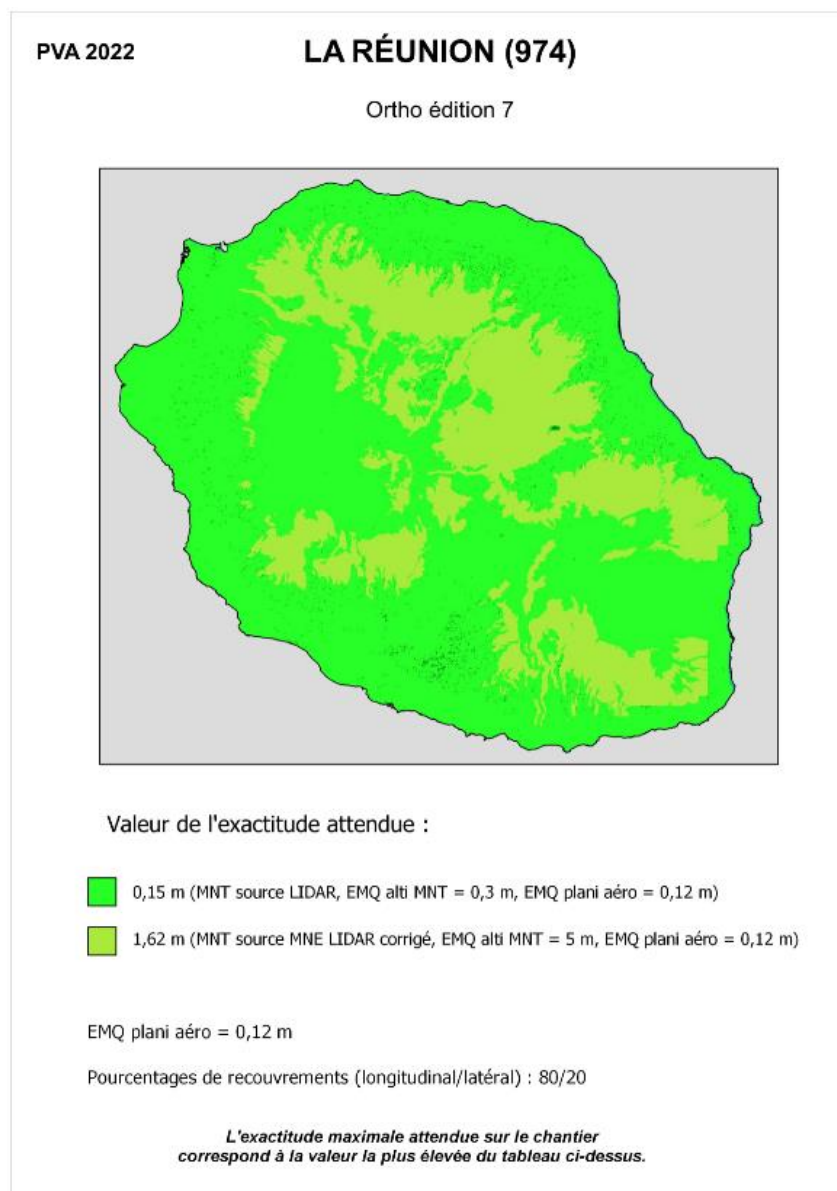 PVA 2022
LA RÉUNION (974)
Ortho édition 7
Valeur de l'exactitude attendue :
0,15 m (MNT source LIDAR, EMQ alti MNT = 0,3 m, EMQ plani aéro = 0,12 m)
1,62 m (MNT source MNE LIDAR corrigé, EMQ alti MNT = 5 m, EMQ plani aéro = 0,12 m)
EMQ plani aéro = 0,12 m
Pourcentages de recouvrements (longitudinal/latéral) : 80/20
L'exactitude maximale attendue sur le chantier
correspond à la valeur la plus élevée du tableau ci-dessus.